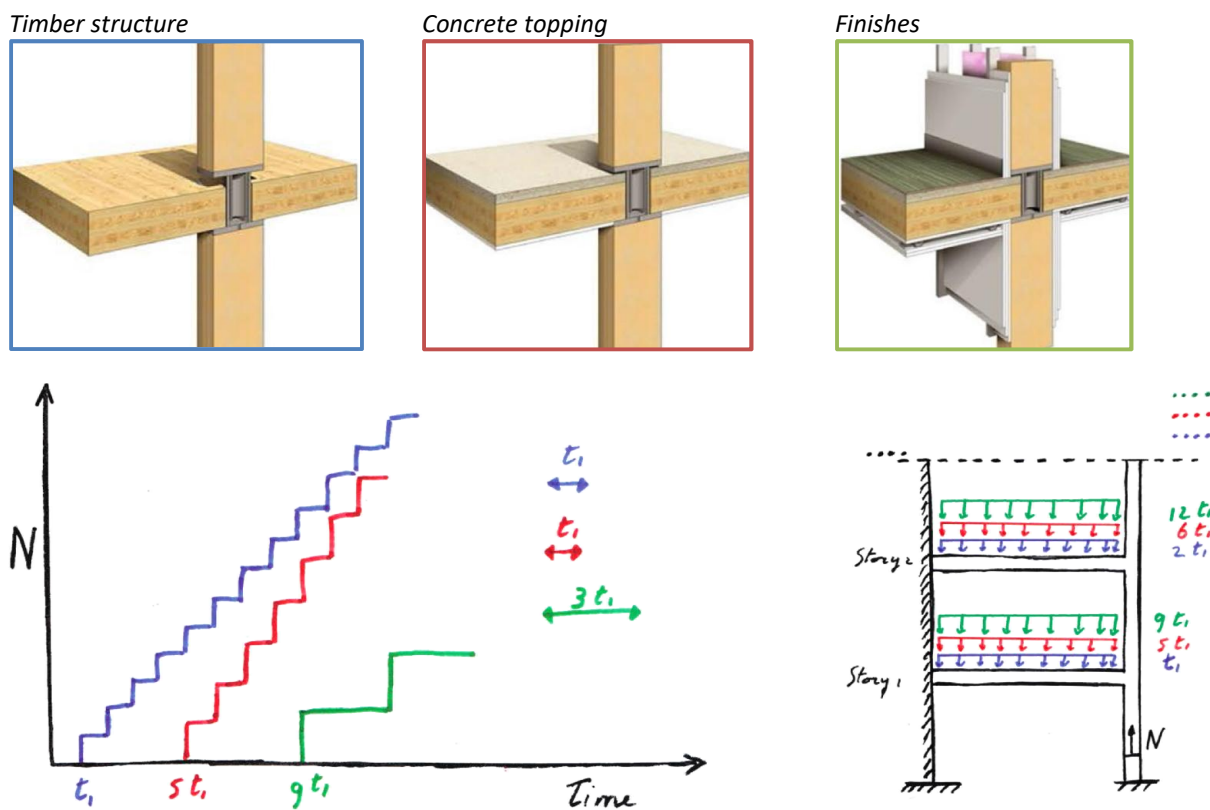 Timber structure
Concrete topping
Finishes
N
t₁
t₁
3 t₁
t₁
5 t₁
9 t₁
Time
....
....
....
....
12 t₁
6 t₁
2 t₁
Story 2
9 t₁
5 t₁
t₁
Story 1
N